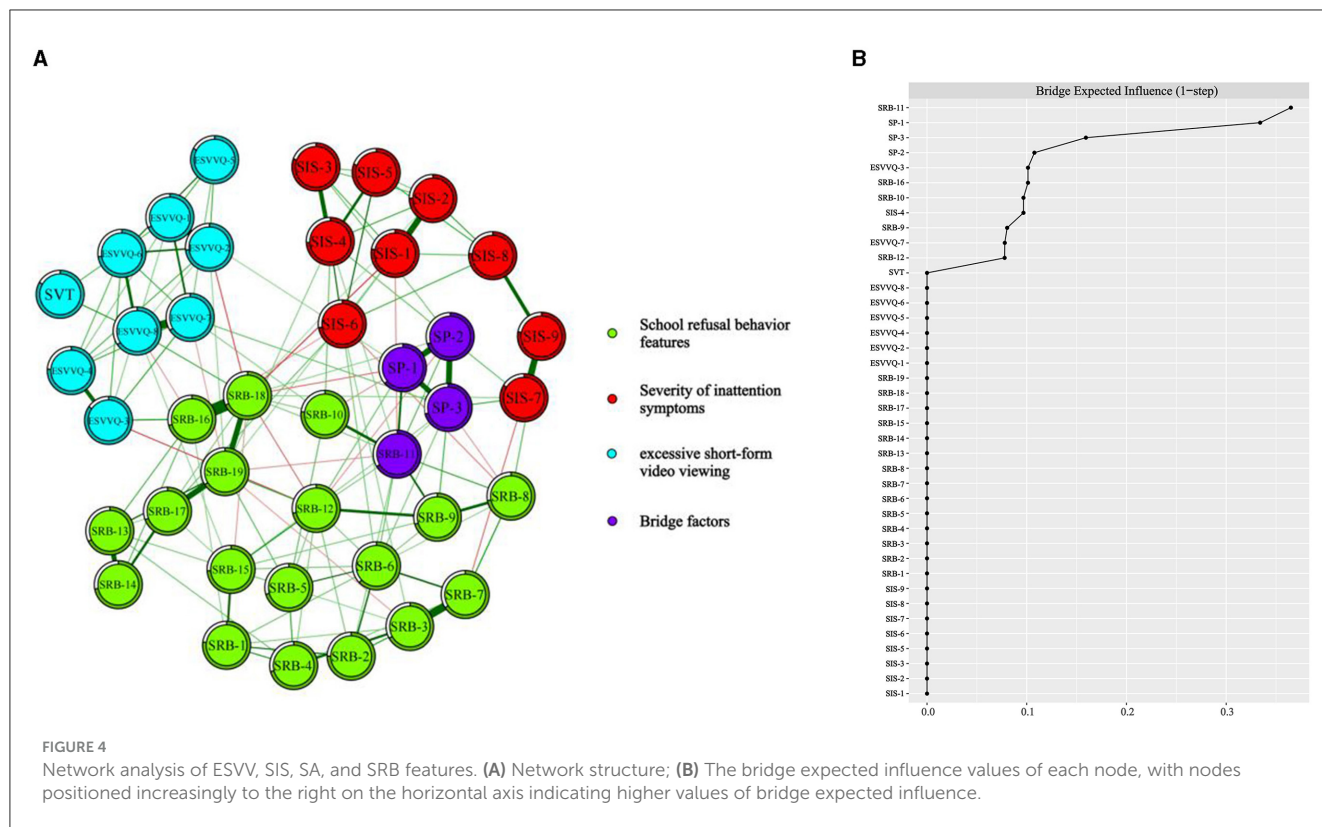 A
ESVVQ-5
ESVVQ-1
ESVVQ-2
ESVVQ-6
SVT
ESVVQ-7
ESVVQ-8
ESVVQ-4
ESVVQ-3
SIS-3
SIS-5
SIS-2
SIS-4
SIS-1
SIS-8
SIS-6
SIS-9
SIS-7
SP-2
SP-1
SP-3
SRB-11
SRB-18
SRB-16
SRB-10
SRB-19
SRB-17
SRB-12
SRB-9
SRB-8
SRB-13
SRB-14
SRB-15
SRB-5
SRB-6
SRB-7
SRB-3
SRB-1
SRB-4
SRB-2
School refusal behavior
features
Severity of inattention
symptoms
excessive short-form
video viewing
Bridge factors
B
Bridge Expected Influence (1−step)
SRB-11
SP-1
SP-3
SP-2
ESVVQ-3
SRB-16
SRB-10
SIS-4
SRB-9
ESVVQ-7
SRB-12
SVT
ESVVQ-8
ESVVQ-6
ESVVQ-5
ESVVQ-4
ESVVQ-2
ESVVQ-1
SRB-19
SRB-18
SRB-17
SRB-15
SRB-14
SRB-13
SRB-8
SRB-7
SRB-6
SRB-5
SRB-4
SRB-3
SRB-2
SRB-1
SIS-9
SIS-8
SIS-7
SIS-6
SIS-5
SIS-3
SIS-2
SIS-1
0.0 0.1 0.2 0.3
FIGURE 4
Network analysis of ESVV, SIS, SA, and SRB features. (A) Network structure; (B) The bridge expected influence values of each node, with nodes
positioned increasingly to the right on the horizontal axis indicating higher values of bridge expected influence.